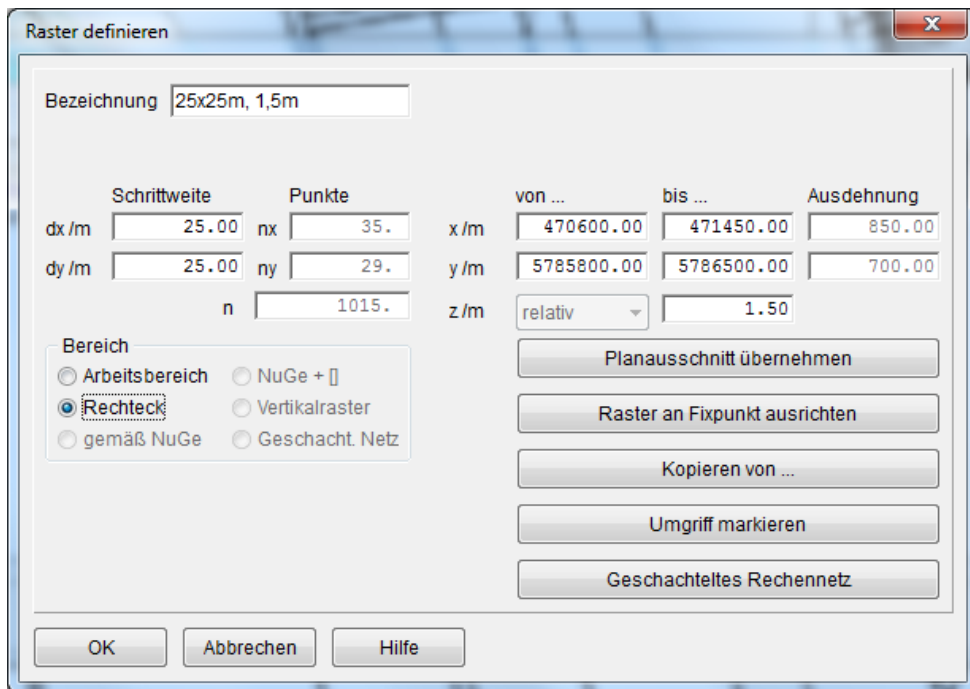 Raster definieren
x
Bezeichnung 25x25m, 1,5m
Schrittweite Punkte von ... bis ... Ausdehnung
dx /m 25.00 nx 35. x /m 470600.00 471450.00 850.00
dy /m 25.00 ny 29. y /m 5785800.00 5786500.00 700.00
n 1015. z /m relativ 1.50
Bereich
Arbeitsbereich NuGe + []
Rechteck Vertikalraster
gemäß NuGe Geschacht. Netz
Planausschnitt übernehmen
Raster an Fixpunkt ausrichten
Kopieren von ...
Umgriff markieren
Geschachteltes Rechennetz
OK Abbrechen Hilfe